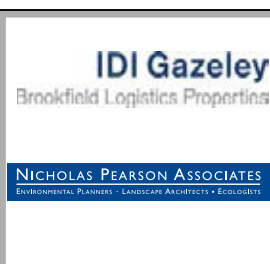 IDI Gazeley
Brookfield Logistics Properties
NICHOLAS PEARSON ASSOCIATES
ENVIRONMENTAL PLANNERS • LANDSCAPE ARCHITECTS • ECOLOGISTS